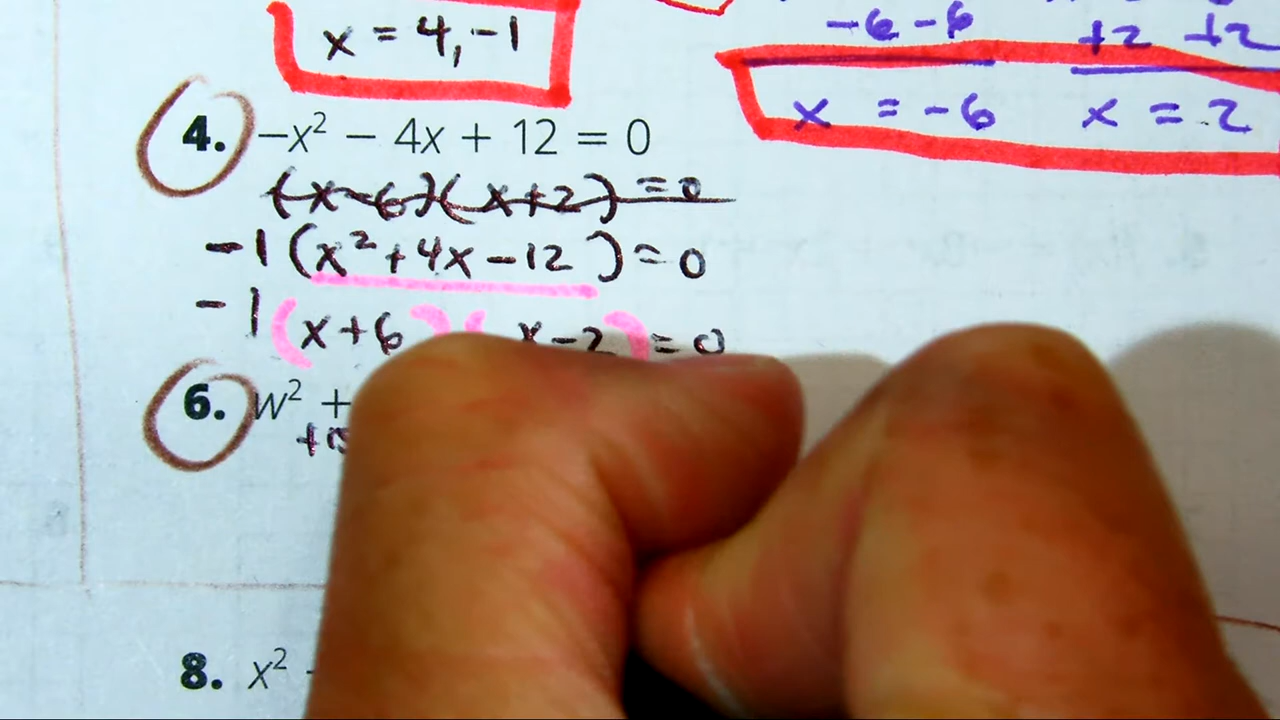 x = 4, -1
-6 -6 +2 +2
x = -6 x = 2
4. −x² − 4x + 12 = 0
(x-6)(x+2) = 0
-1(x²+4x-12) = 0
-1(x+6)(x-2) = 0
6. w² +
8. x²